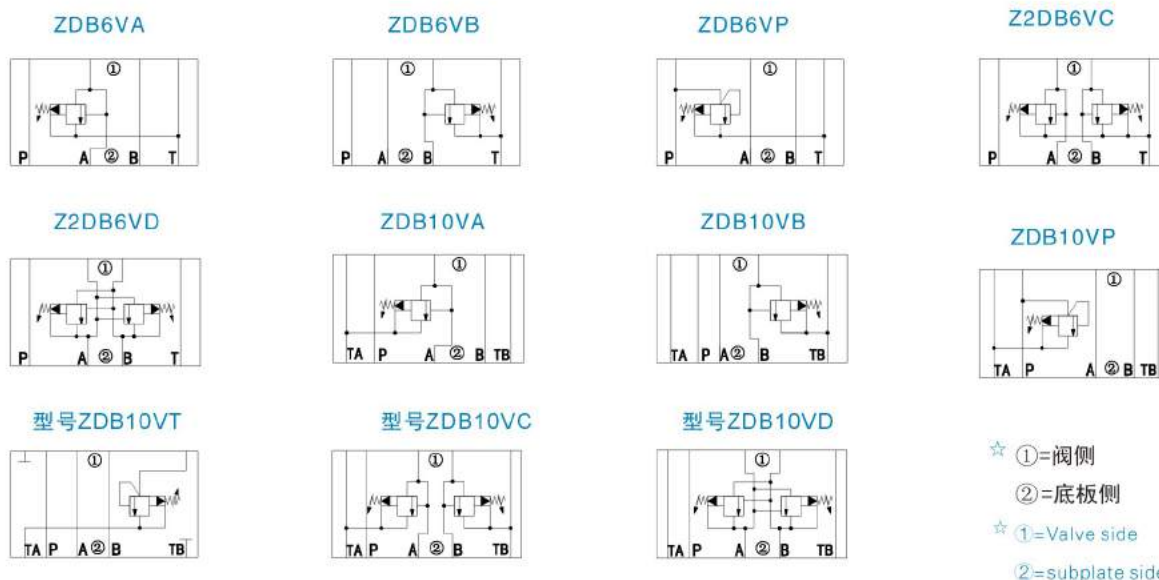 ZDB6VA ZDB6VB ZDB6VP Z2DB6VC
① ① ① ①
P A ② B T P A ② B T P A ② B T P A ② B T
Z2DB6VD ZDB10VA ZDB10VB ZDB10VP
① ① ① ①
P A ② B T TA P A ② B TB TA P A ② B TB TA P A ② B TB
型号ZDB10VT 型号ZDB10VC 型号ZDB10VD
① ① ①
TA P A ② B TB TA P A ② B TB TA P A ② B TB
☆ ①=阀侧
②=底板侧
☆ ①=Valve side
②=subplate side